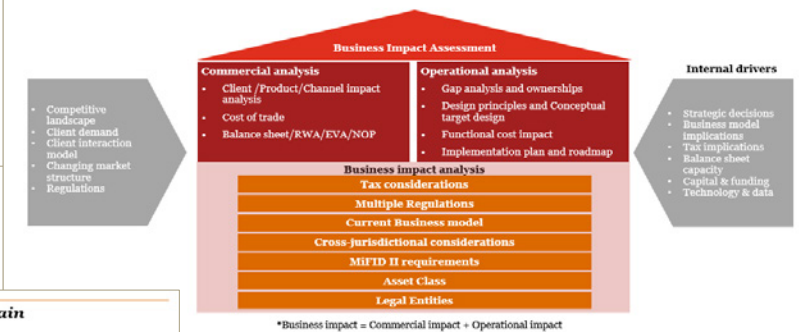 Business Impact Assessment
Commercial analysis
• Client /Product/Channel impact
analysis
• Cost of trade
• Balance sheet/RWA/EVA/NOP
Operational analysis
• Gap analysis and ownerships
• Design principles and Conceptual
target design
• Functional cost impact
• Implementation plan and roadmap
• Competitive
landscape
• Client demand
• Client interaction
model
• Changing market
structure
• Regulations
Internal drivers
• Strategic decisions
• Business model
implications
• Tax implications
• Balance sheet
capacity
• Capital & funding
• Technology & data
Business impact analysis
Tax considerations
Multiple Regulations
Current Business model
Cross-jurisdictional considerations
MiFID II requirements
Asset Class
Legal Entities
*Business impact = Commercial impact + Operational impact